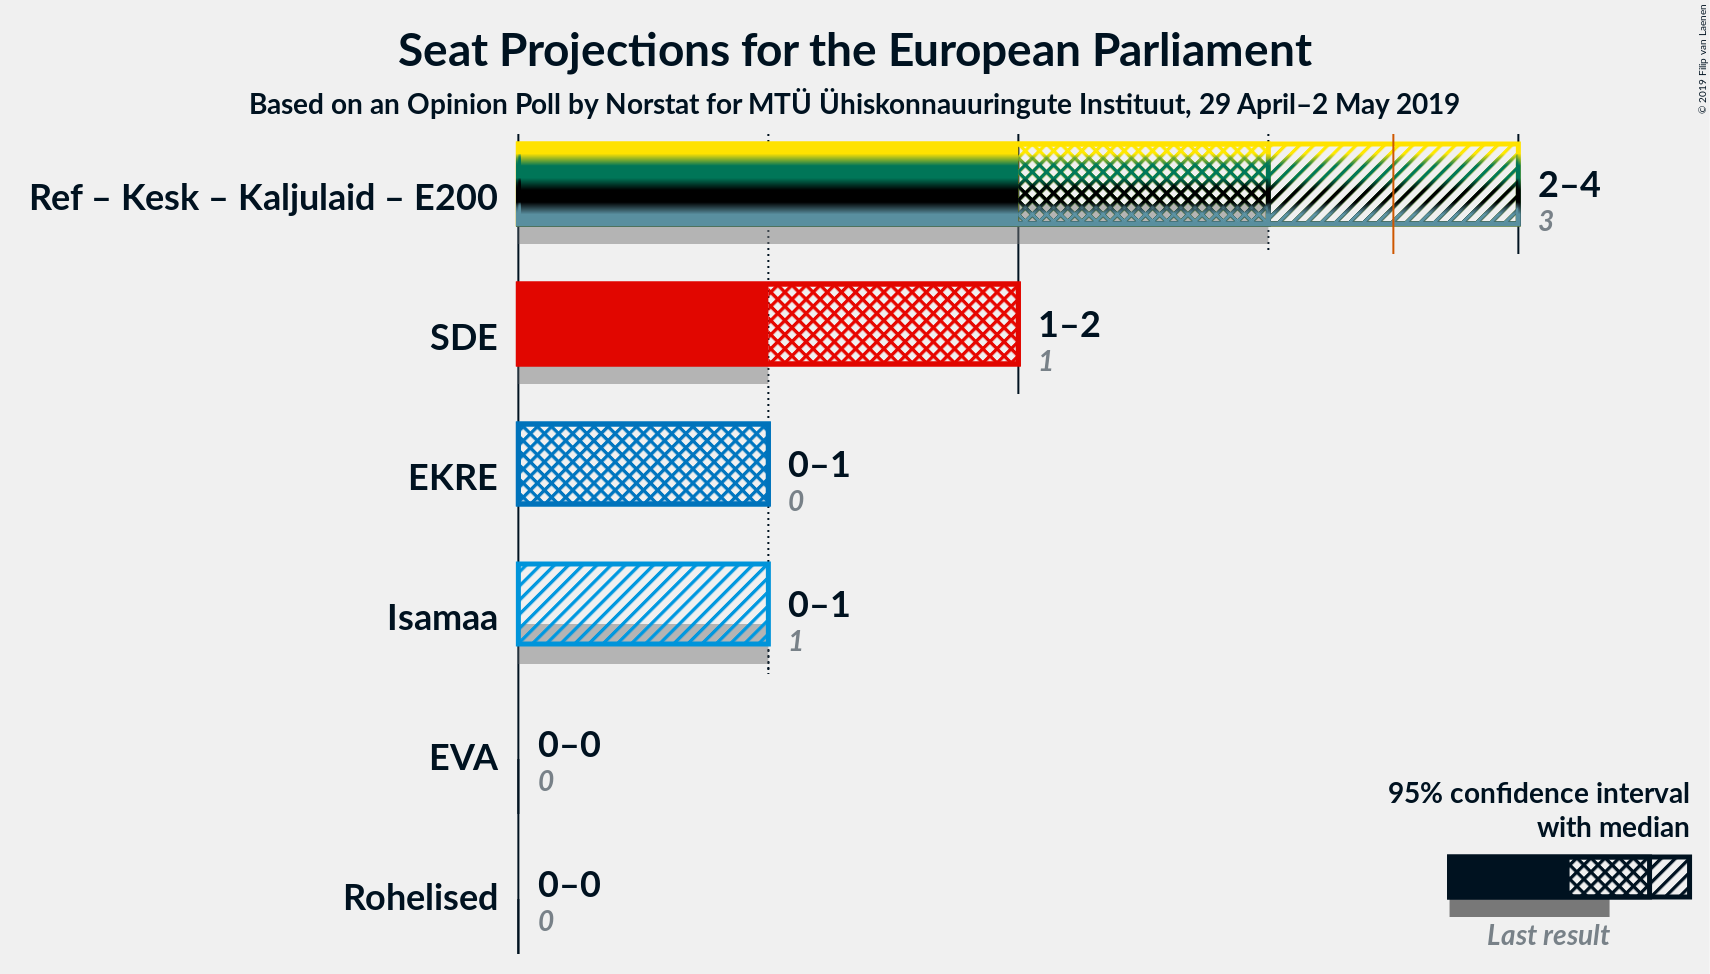 Seat Projections for the European Parliament
Based on an Opinion Poll by Norstat for MTÜ Ühiskonnauuringute Instituut, 29 April–2 May 2019
© 2019 Filip van Laenen
Ref – Kesk – Kaljulaid – E200
2–4
3
SDE
1–2
1
EKRE
0–1
0
Isamaa
0–1
1
EVA
0–0
0
Rohelised
0–0
0
95% confidence interval
with median
Last result